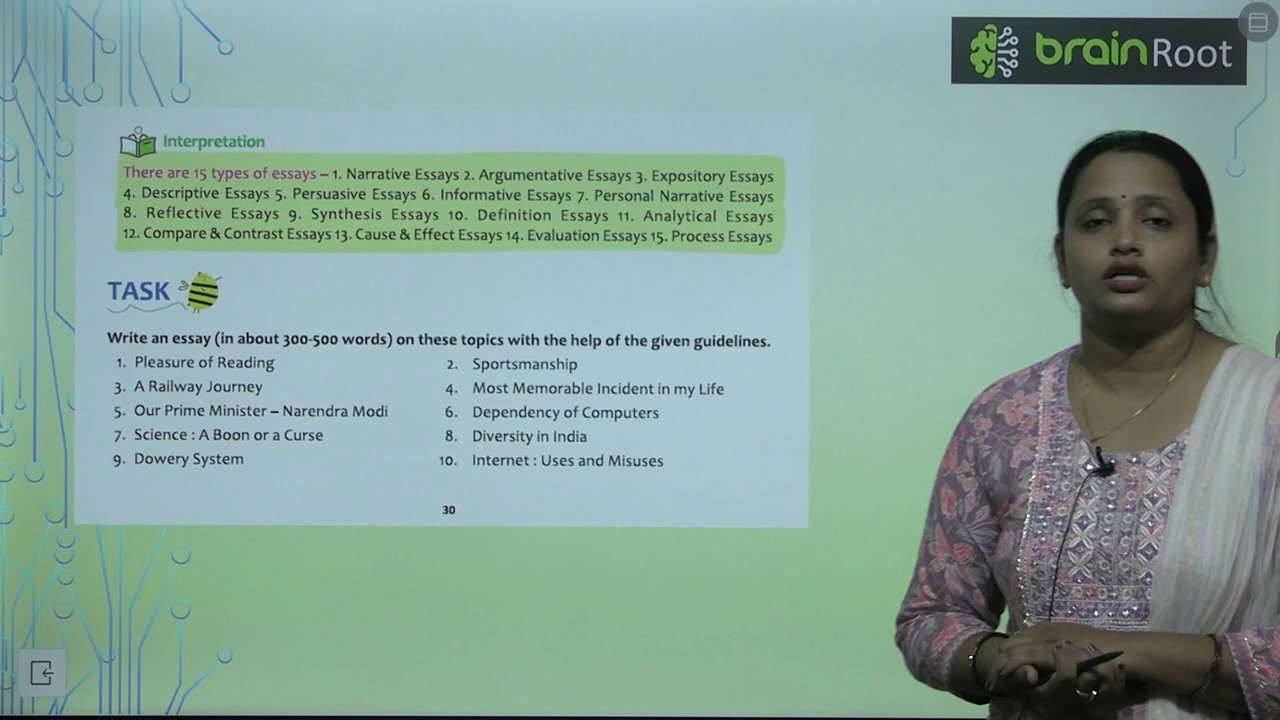 brainRoot
Interpretation
There are 15 types of essays – 1. Narrative Essays 2. Argumentative Essays 3. Expository Essays
4. Descriptive Essays 5. Persuasive Essays 6. Informative Essays 7. Personal Narrative Essays
8. Reflective Essays 9. Synthesis Essays 10. Definition Essays 11. Analytical Essays
12. Compare & Contrast Essays 13. Cause & Effect Essays 14. Evaluation Essays 15. Process Essays
TASK
Write an essay (in about 300-500 words) on these topics with the help of the given guidelines.
1. Pleasure of Reading
2. Sportsmanship
3. A Railway Journey
4. Most Memorable Incident in my Life
5. Our Prime Minister – Narendra Modi
6. Dependency of Computers
7. Science : A Boon or a Curse
8. Diversity in India
9. Dowery System
10. Internet : Uses and Misuses
30